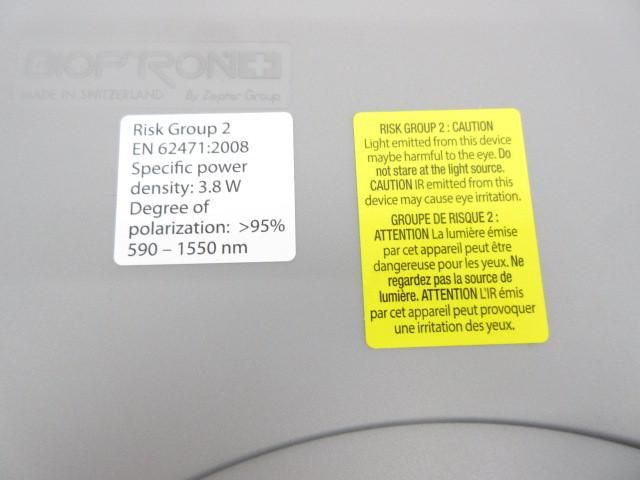 BIOPTRON
MADE IN SWITZERLAND By Zepter Group
Risk Group 2
EN 62471:2008
Specific power
density: 3.8 W
Degree of
polarization: >95%
590 – 1550 nm
RISK GROUP 2 : CAUTION
Light emitted from this device
maybe harmful to the eye. Do
not stare at the light source.
CAUTION IR emitted from this
device may cause eye irritation.
GROUPE DE RISQUE 2 :
ATTENTION La lumière émise
par cet appareil peut être
dangereuse pour les yeux. Ne
regardez pas la source de
lumière. ATTENTION L'IR émis
par cet appareil peut provoquer
une irritation des yeux.